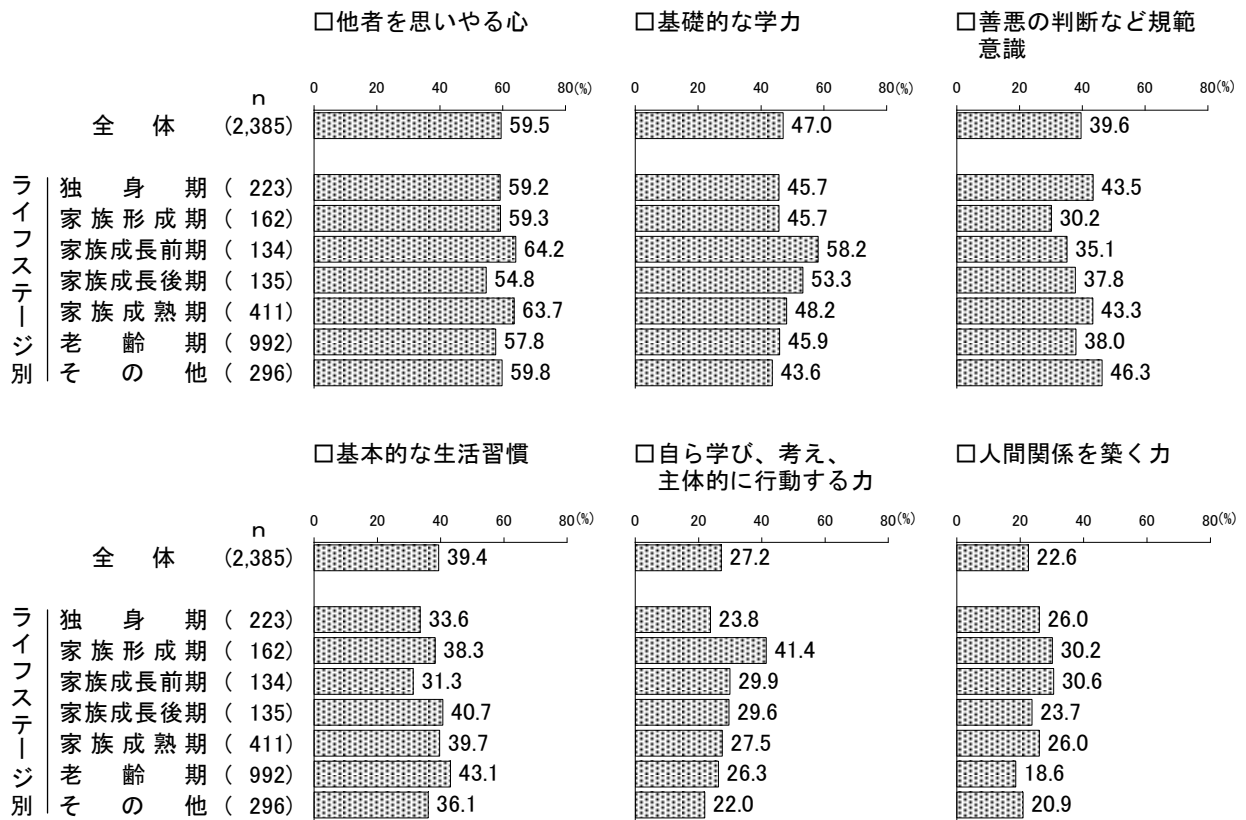 □他者を思いやる心
□基礎的な学力
□善悪の判断など規範
意識
0 20 40 60 80(%)
0 20 40 60 80(%)
0 20 40 60 80(%)
n
全体 (2,385) 59.5 47.0 39.6
ライフステージ別
独身期 ( 223) 59.2 45.7 43.5
家族形成期 ( 162) 59.3 45.7 30.2
家族成長前期 ( 134) 64.2 58.2 35.1
家族成長後期 ( 135) 54.8 53.3 37.8
家族成熟期 ( 411) 63.7 48.2 43.3
老齢期 ( 992) 57.8 45.9 38.0
その他 ( 296) 59.8 43.6 46.3
□基本的な生活習慣
□自ら学び、考え、
主体的に行動する力
□人間関係を築く力
0 20 40 60 80(%)
0 20 40 60 80(%)
0 20 40 60 80(%)
n
全体 (2,385) 39.4 27.2 22.6
ライフステージ別
独身期 ( 223) 33.6 23.8 26.0
家族形成期 ( 162) 38.3 41.4 30.2
家族成長前期 ( 134) 31.3 29.9 30.6
家族成長後期 ( 135) 40.7 29.6 23.7
家族成熟期 ( 411) 39.7 27.5 26.0
老齢期 ( 992) 43.1 26.3 18.6
その他 ( 296) 36.1 22.0 20.9